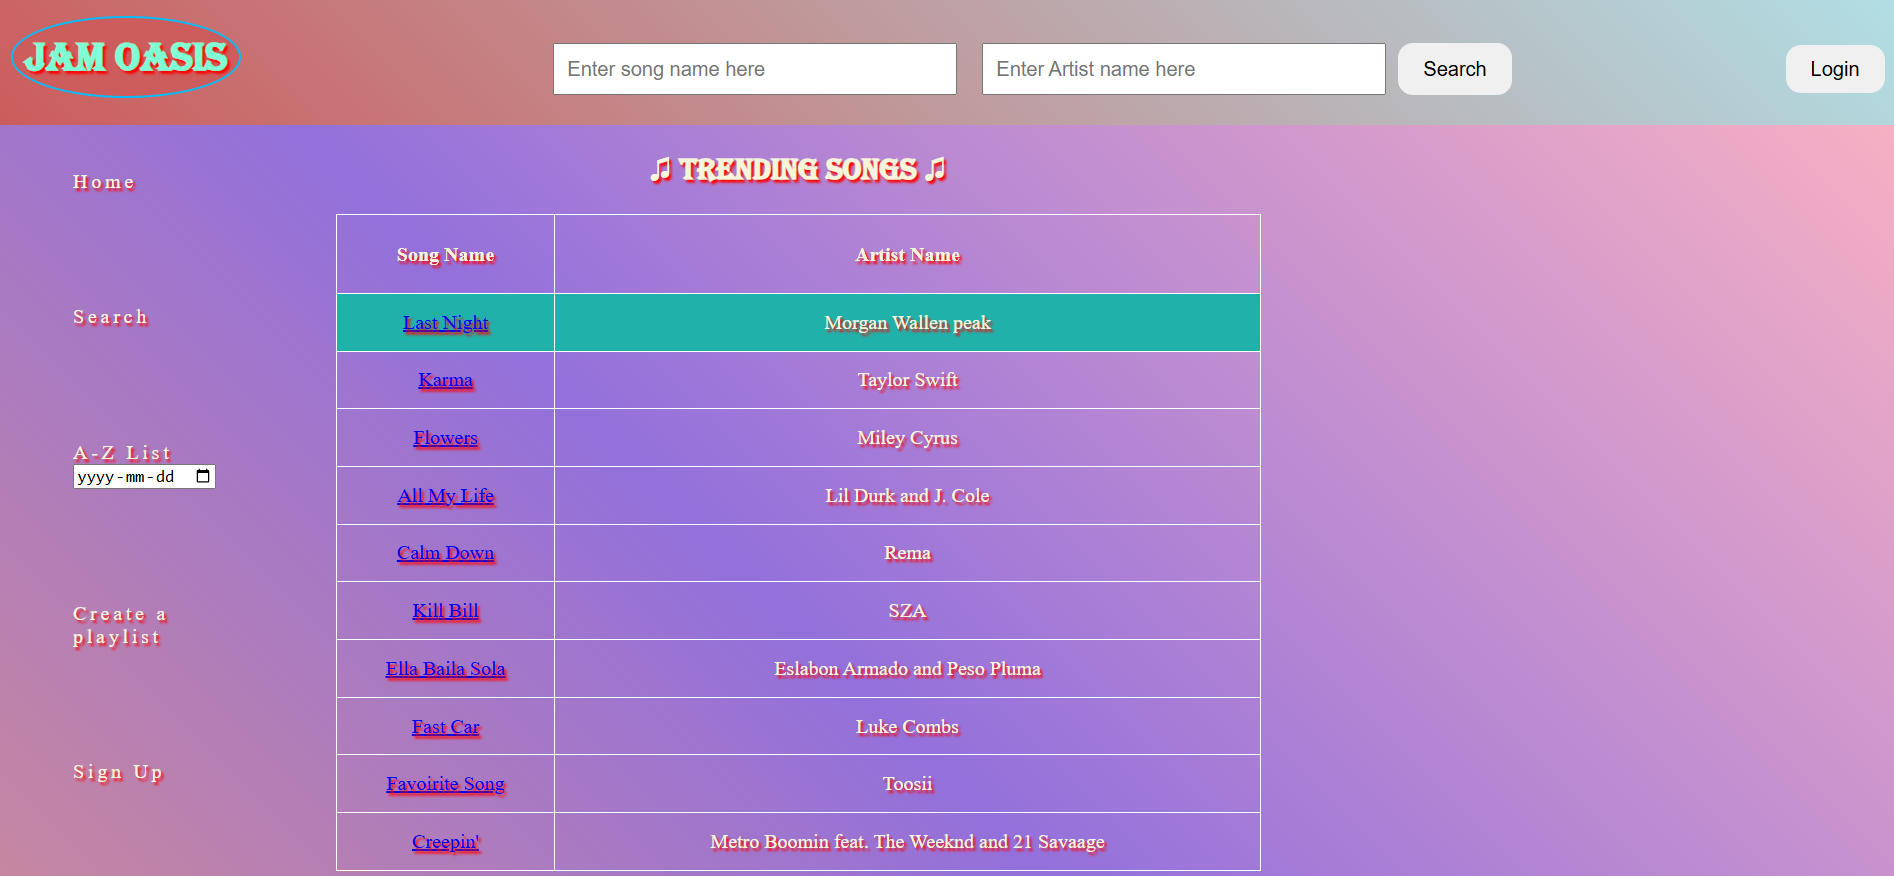 JAM OASIS
Enter song name here
Enter Artist name here
Search
Login
Home
Search
A-Z List
yyyy-mm-dd
Create a
playlist
Sign Up
♫ TRENDING SONGS ♫
Song Name Artist Name
Last Night Morgan Wallen peak
Karma Taylor Swift
Flowers Miley Cyrus
All My Life Lil Durk and J. Cole
Calm Down Rema
Kill Bill SZA
Ella Baila Sola Eslabon Armado and Peso Pluma
Fast Car Luke Combs
Favoirite Song Toosii
Creepin' Metro Boomin feat. The Weeknd and 21 Savaage